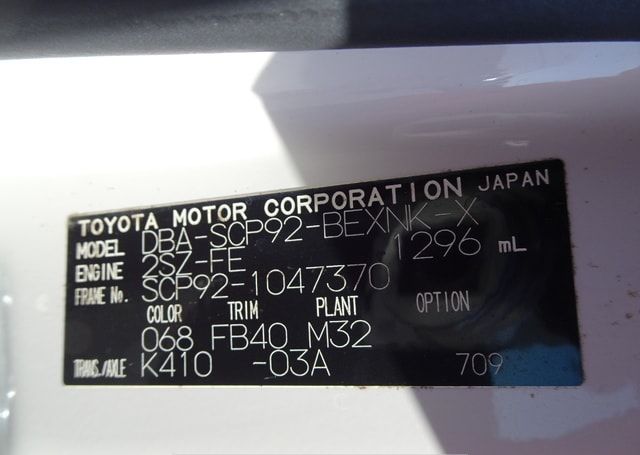 TOYOTA MOTOR CORPORATION JAPAN
MODEL DBA-SCP92-BEXNK-X
ENGINE 2SZ-FE 1296 mL
FRAME No. SCP92-1047370
COLOR TRIM PLANT OPTION
068 FB40 M32
TRANS./AXLE K410 -03A 709